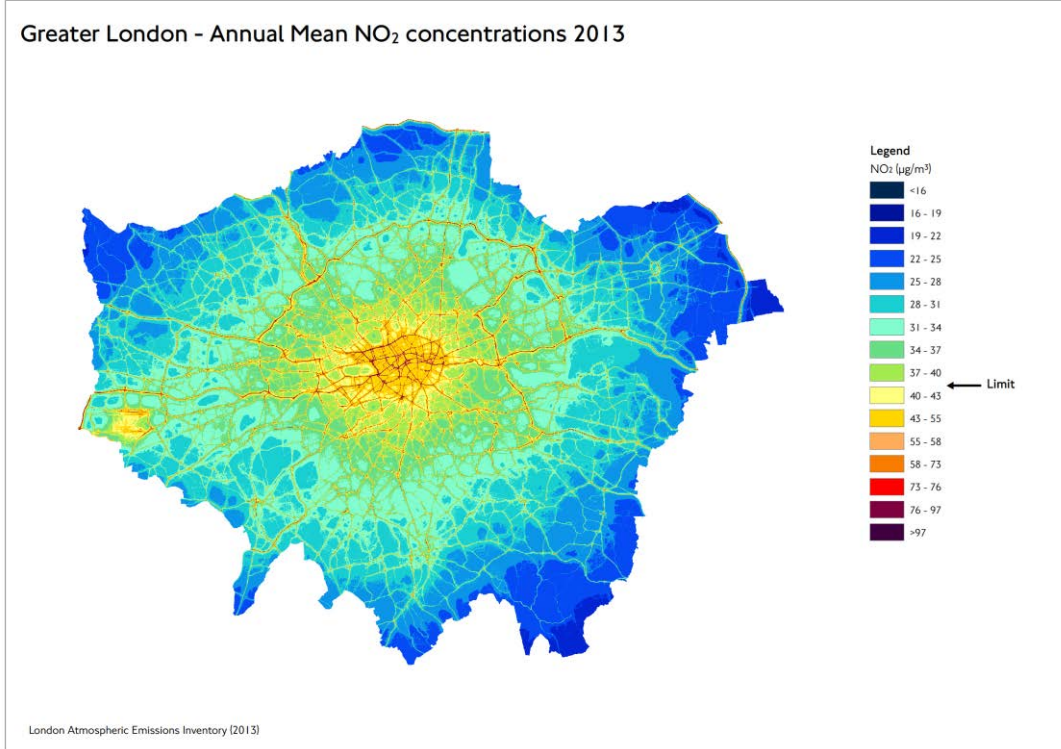 Greater London - Annual Mean NO₂ concentrations 2013
Legend
NO₂ (µg/m³)
<16
16 - 19
19 - 22
22 - 25
25 - 28
28 - 31
31 - 34
34 - 37
37 - 40
Limit
40 - 43
43 - 55
55 - 58
58 - 73
73 - 76
76 - 97
>97
London Atmospheric Emissions Inventory (2013)